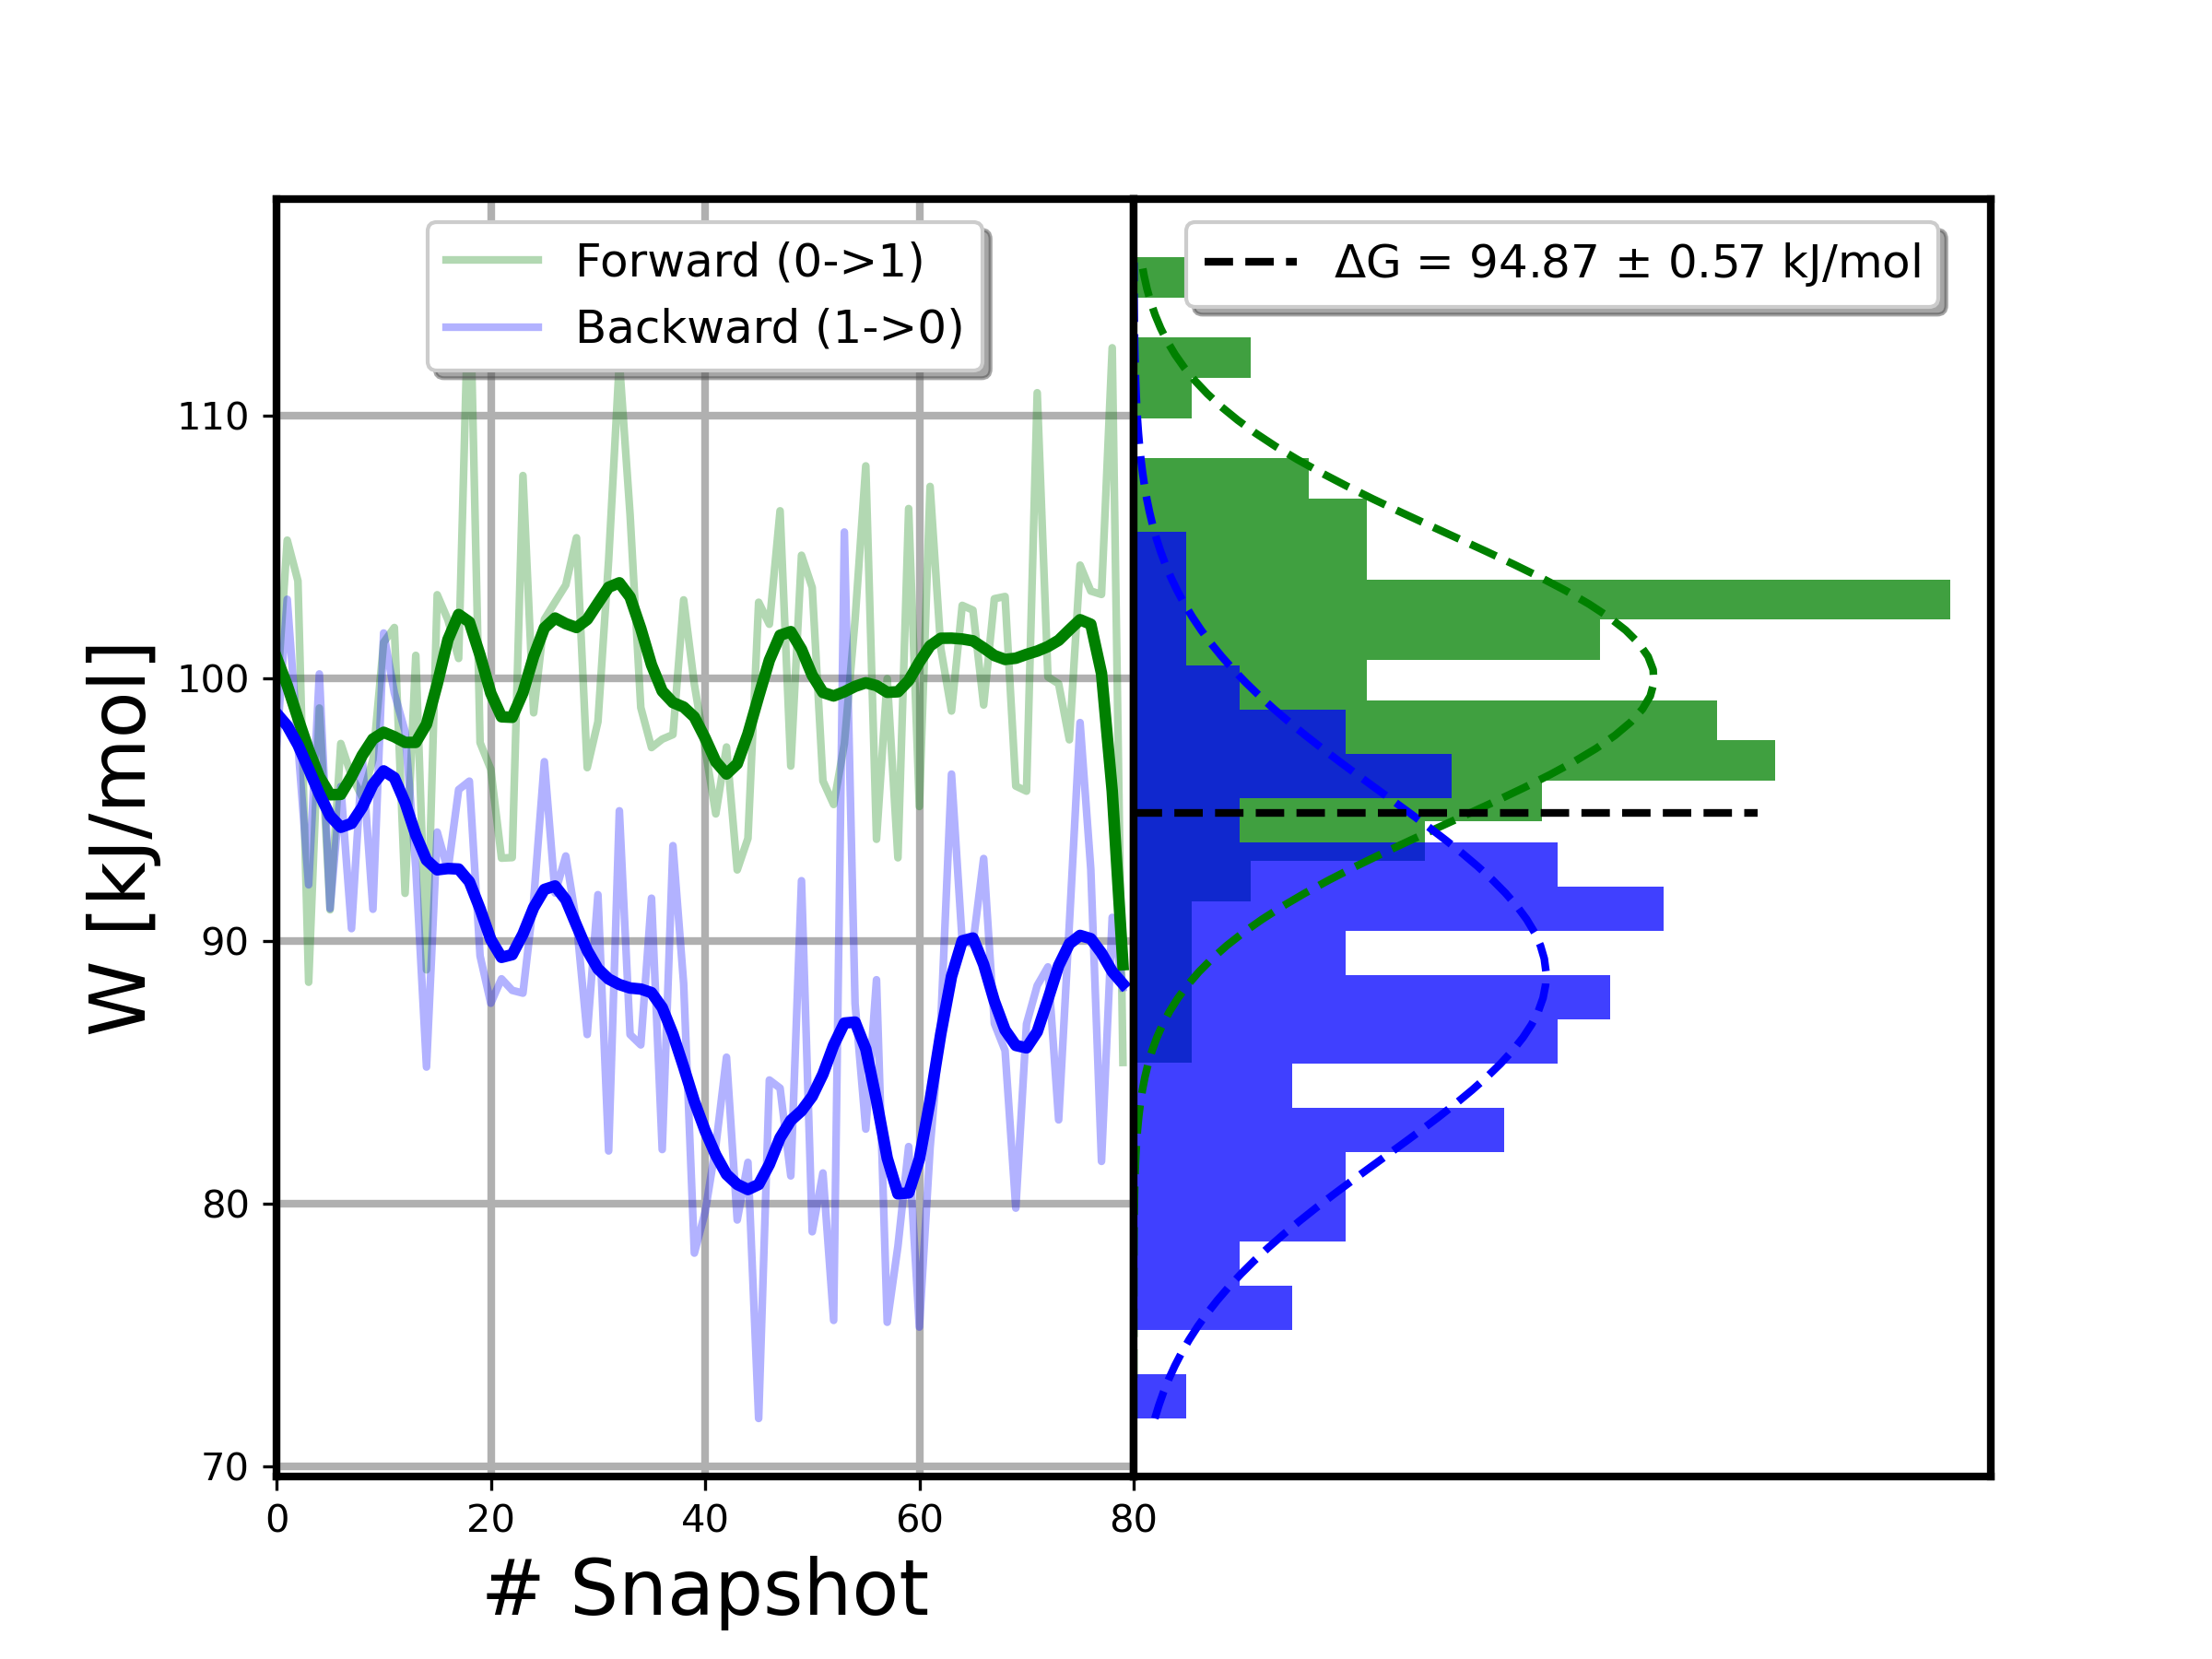 Forward (0->1)
Backward (1->0)
ΔG = 94.87 ± 0.57 kJ/mol
W [kJ/mol]
110
100
90
80
70
0 20 40 60 80
# Snapshot